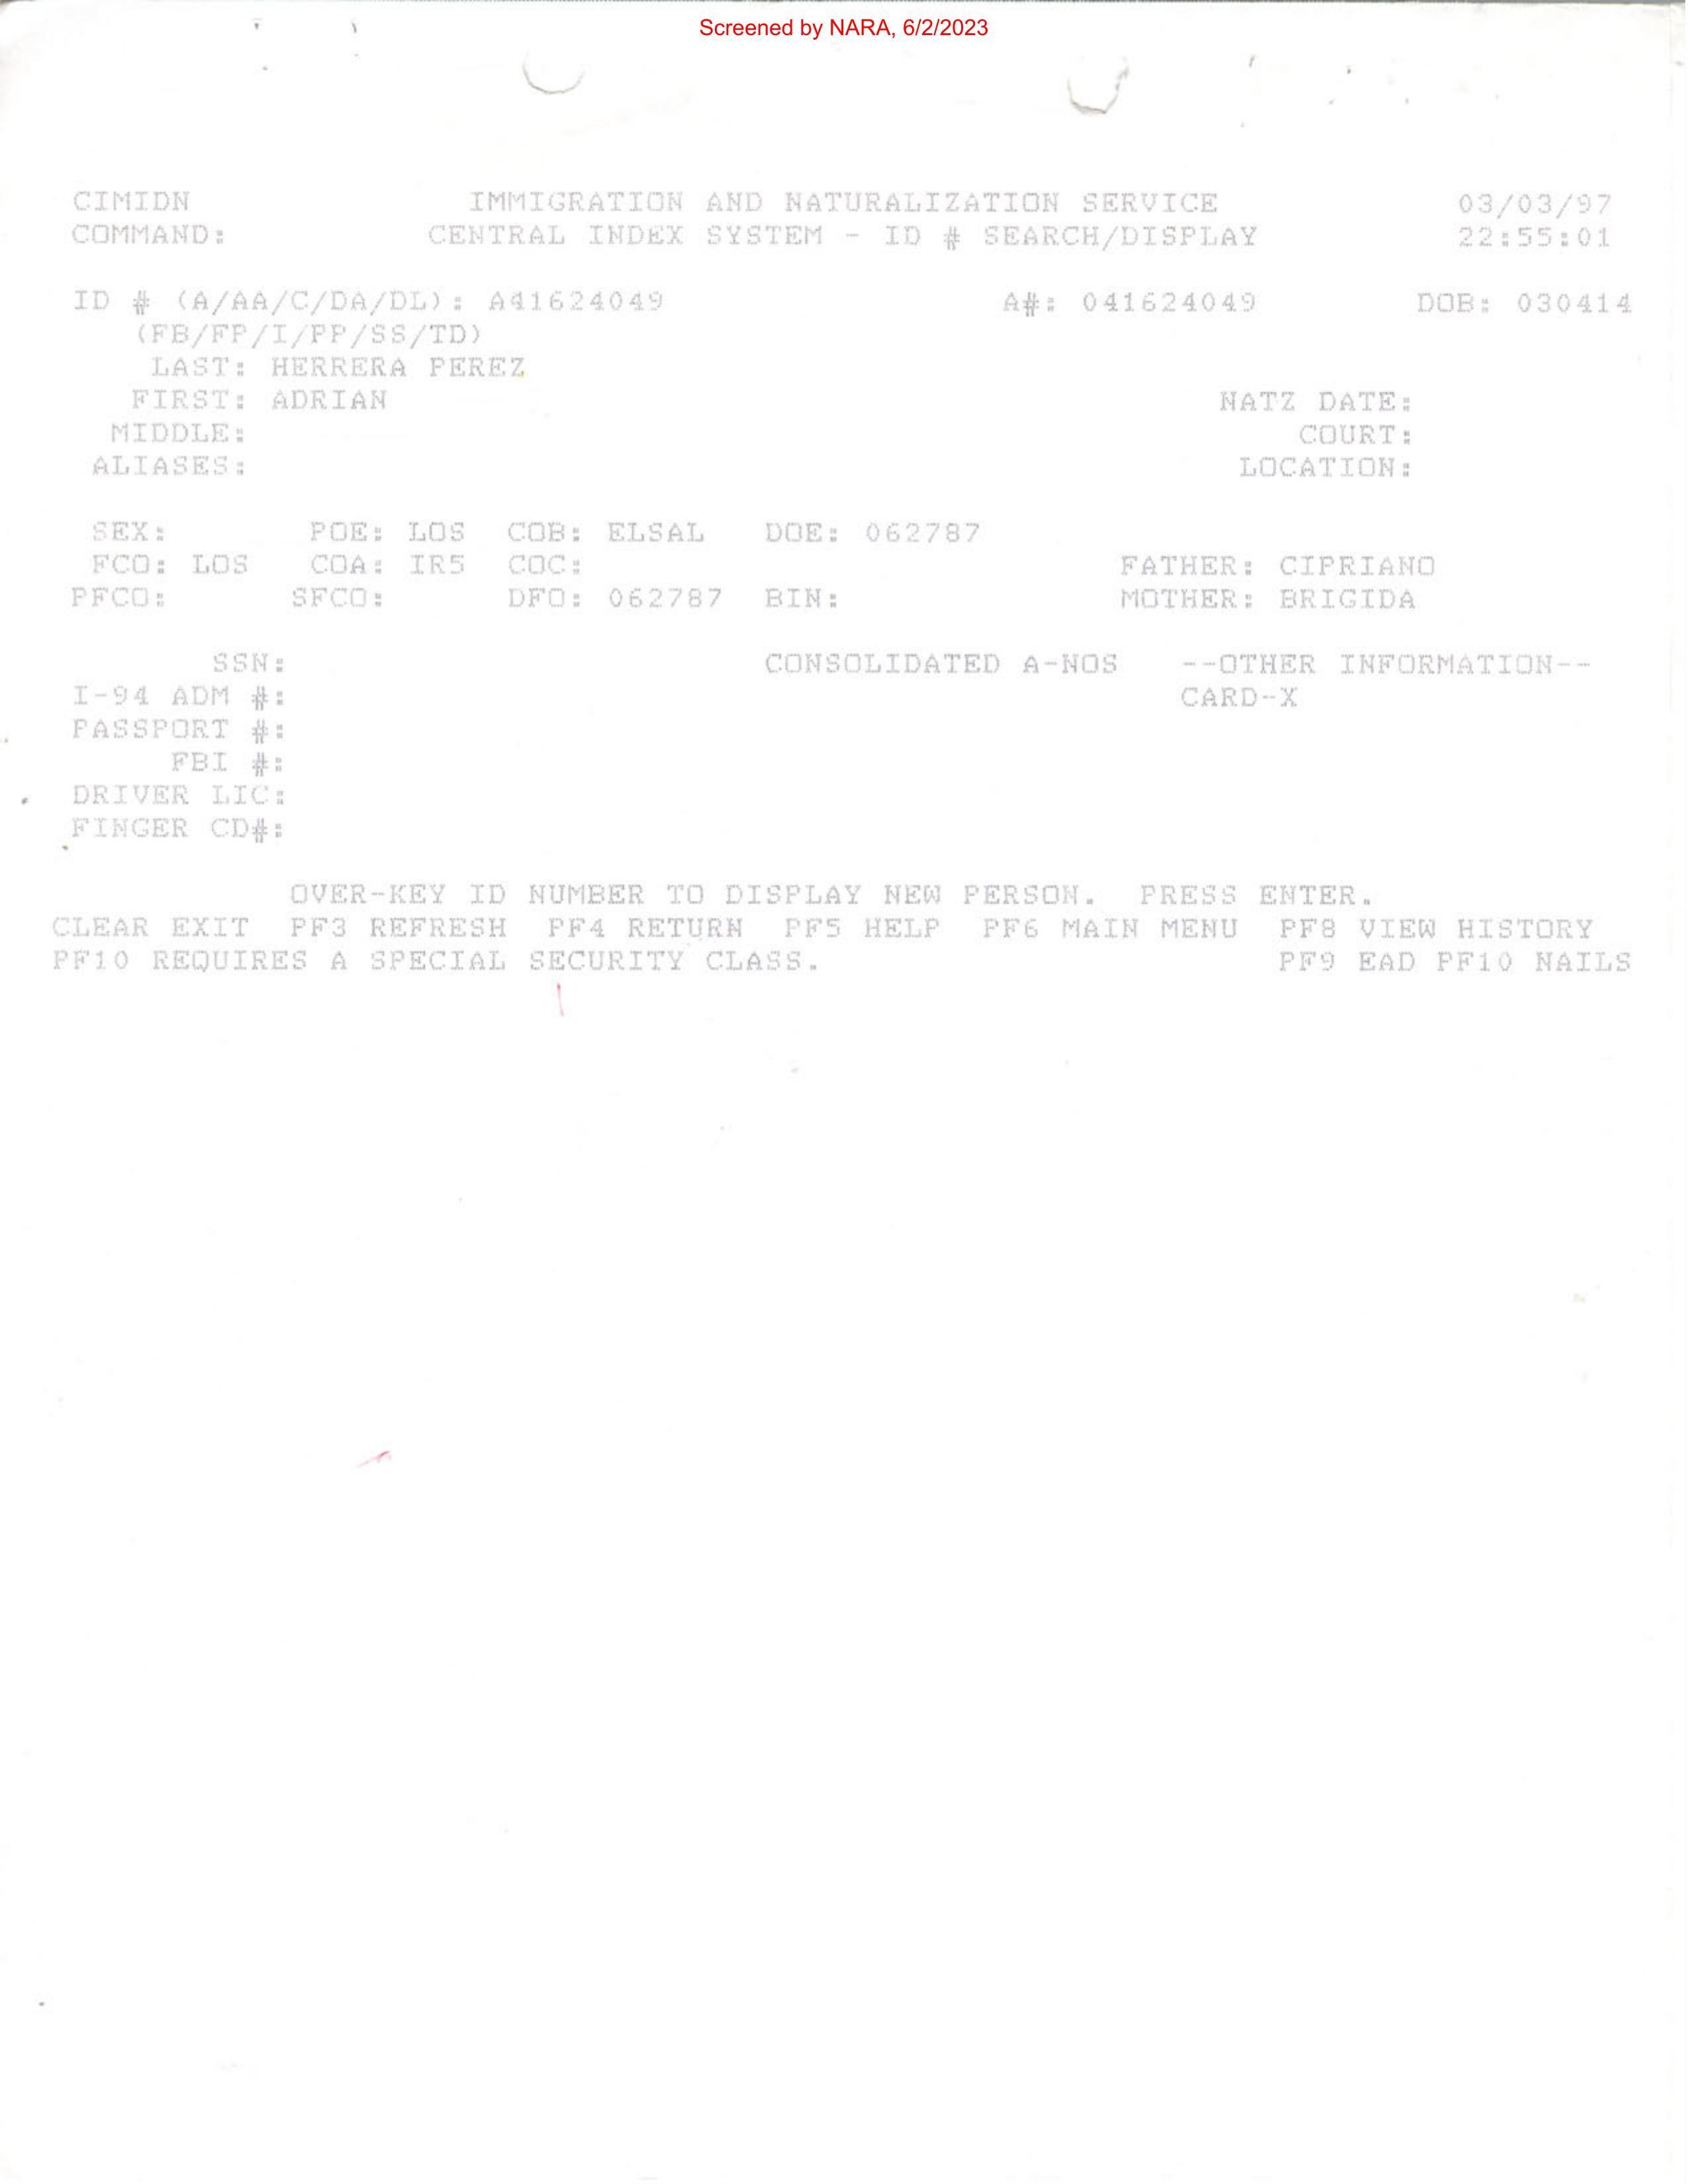 Screened by NARA, 6/2/2023
CIMIDN IMMIGRATION AND NATURALIZATION SERVICE 03/03/97
COMMAND: CENTRAL INDEX SYSTEM - ID # SEARCH/DISPLAY 22:55:01
ID # (A/AA/C/DA/DL): A41624049 A#: 041624049 DOB: 030414
(FB/FP/I/PP/SS/TD)
LAST: HERRERA PEREZ
FIRST: ADRIAN NATZ DATE:
MIDDLE: COURT:
ALIASES: LOCATION:
SEX: POE: LOS COB: ELSAL DOE: 062787
FCO: LOS COA: IR5 COC: FATHER: CIPRIANO
PFCO: SFCO: DFO: 062787 BIN: MOTHER: BRIGIDA
SSN: CONSOLIDATED A-NOS --OTHER INFORMATION--
I-94 ADM #: CARD-X
PASSPORT #:
FBI #:
DRIVER LIC:
FINGER CD#:
OVER-KEY ID NUMBER TO DISPLAY NEW PERSON. PRESS ENTER.
CLEAR EXIT PF3 REFRESH PF4 RETURN PF5 HELP PF6 MAIN MENU PF8 VIEW HISTORY
PF10 REQUIRES A SPECIAL SECURITY CLASS. PF9 EAD PF10 NAILS